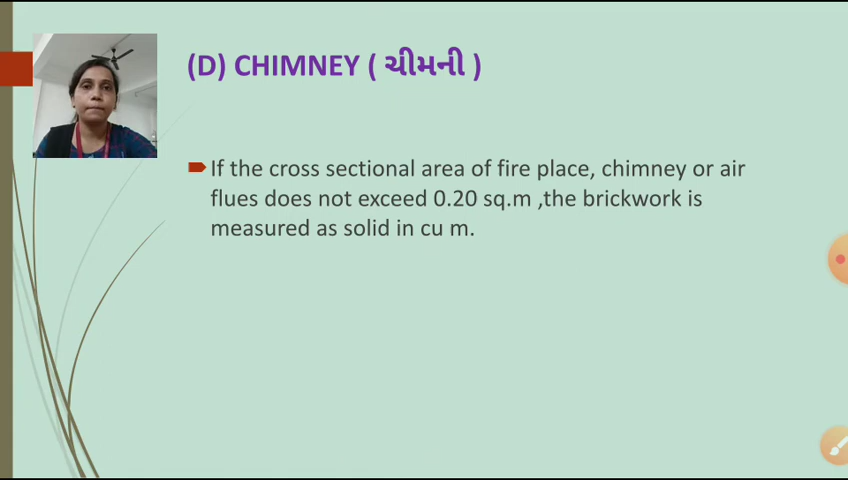 (D) CHIMNEY ( ચીમની )
If the cross sectional area of fire place, chimney or air
flues does not exceed 0.20 sq.m ,the brickwork is
measured as solid in cu m.